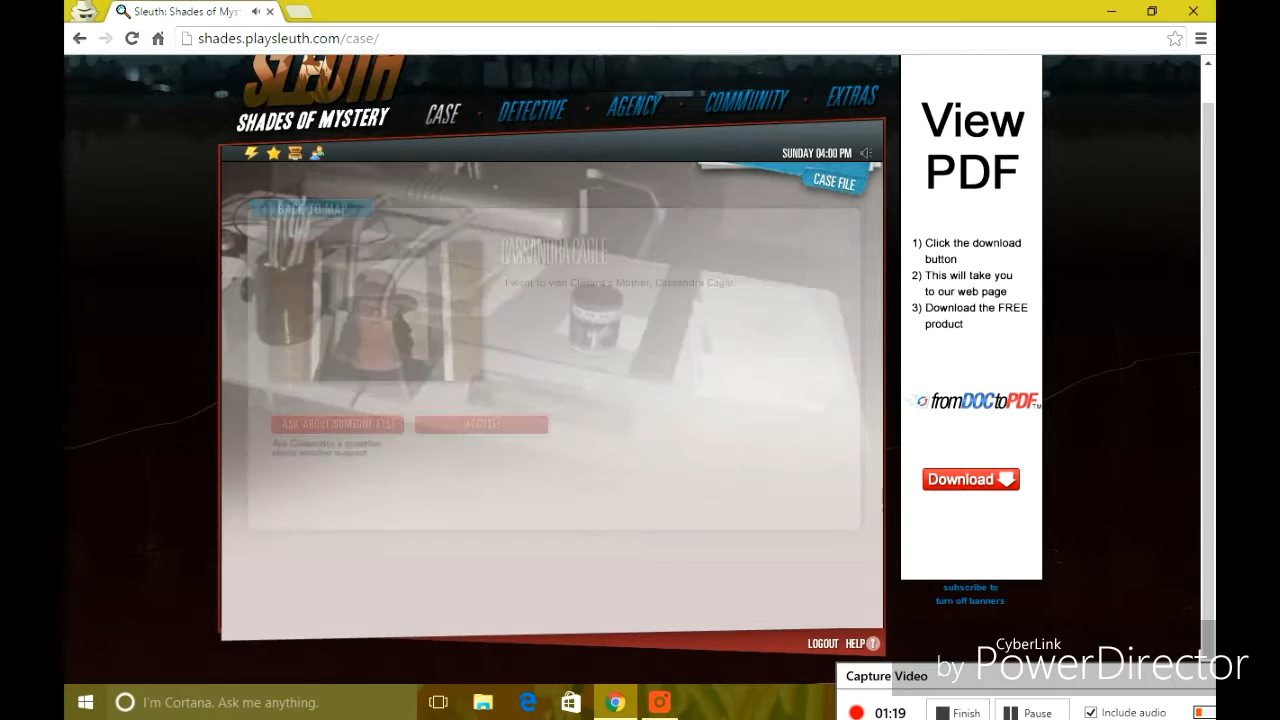 Sleuth: Shades of Mys
shades.playsleuth.com/case/
SLEUTH
SHADES OF MYSTERY
CASE · DETECTIVE · AGENCY · COMMUNITY · EXTRAS
SUNDAY 04:00 PM
CASE FILE
BACK TO MAP
CASSANDRA CAGLE
I went to visit Clifford's Mother, Cassandra Cagle.
ASK ABOUT SOMEONE ELSE
ACCUSE!
Ask Cassandra a question
about another suspect
View
PDF
1) Click the download
button
2) This will take you
to our web page
3) Download the FREE
product
fromDOCtoPDF™
Download
subscribe to
turn off banners
LOGOUT HELP ?
CyberLink
by PowerDirector
Capture Video
01:19 Finish Pause Include audio
I'm Cortana. Ask me anything.